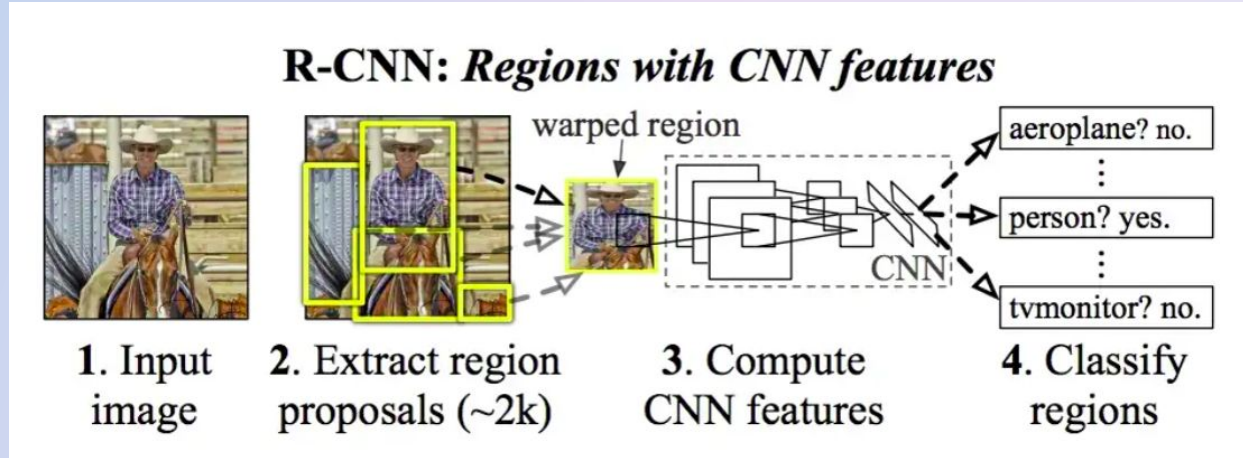 R-CNN: Regions with CNN features
warped region
aeroplane? no.
person? yes.
tvmonitor? no.
CNN
1. Input
image
2. Extract region
proposals (~2k)
3. Compute
CNN features
4. Classify
regions